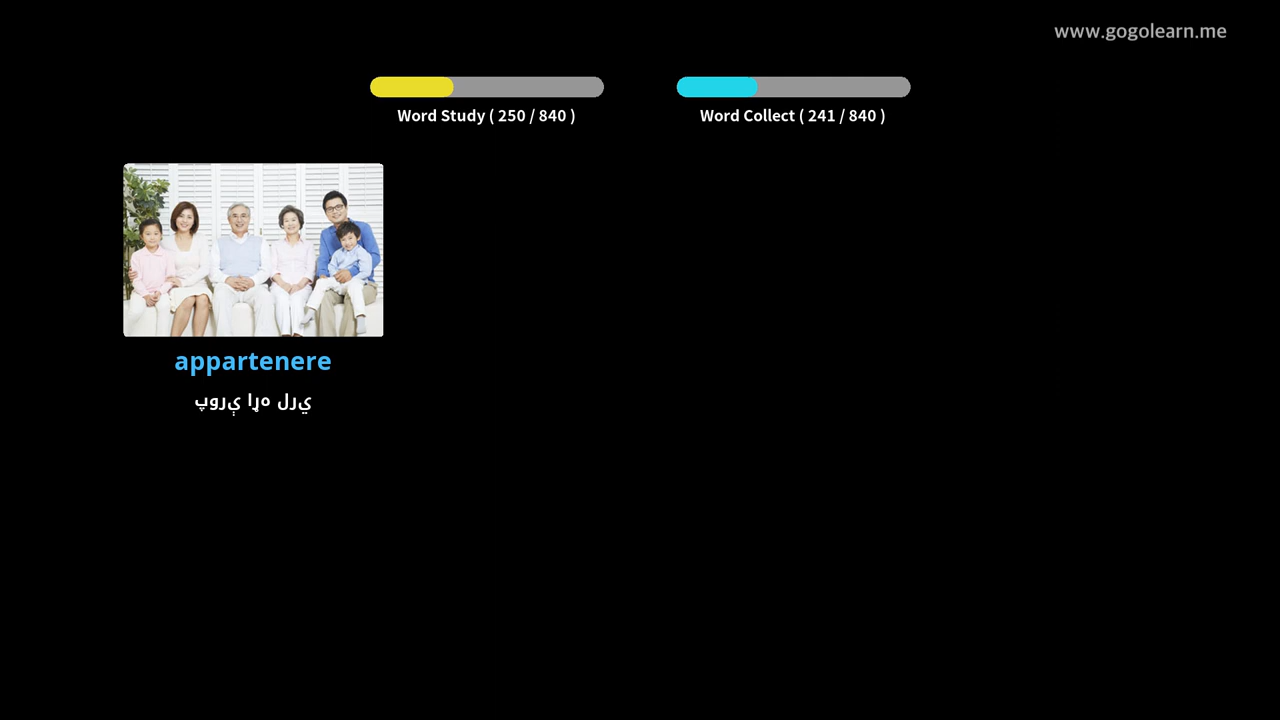 www.gogolearn.me
Word Study ( 250 / 840 )
Word Collect ( 241 / 840 )
appartenere
پورې اړه لري